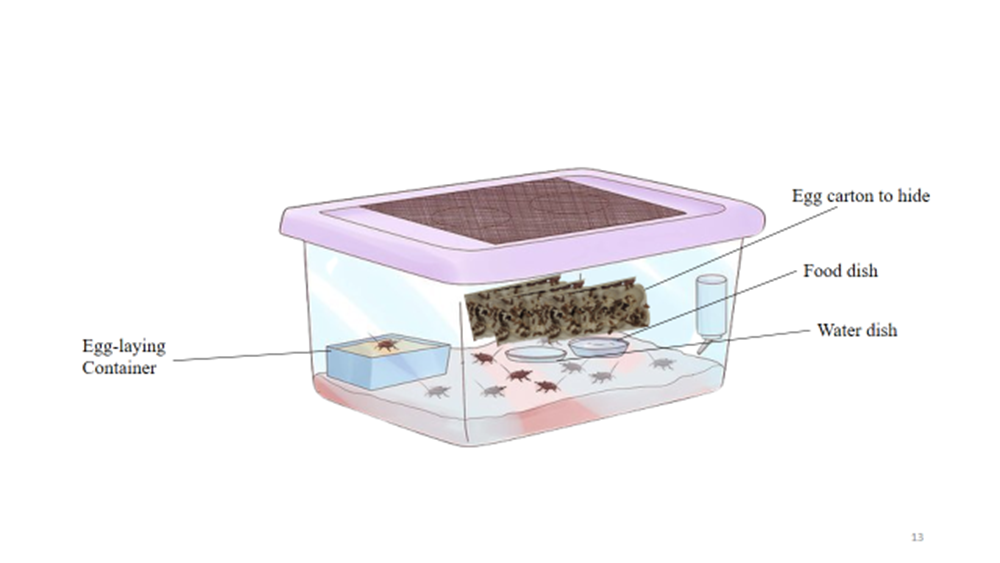 Egg carton to hide
Food dish
Water dish
Egg-laying
Container
13